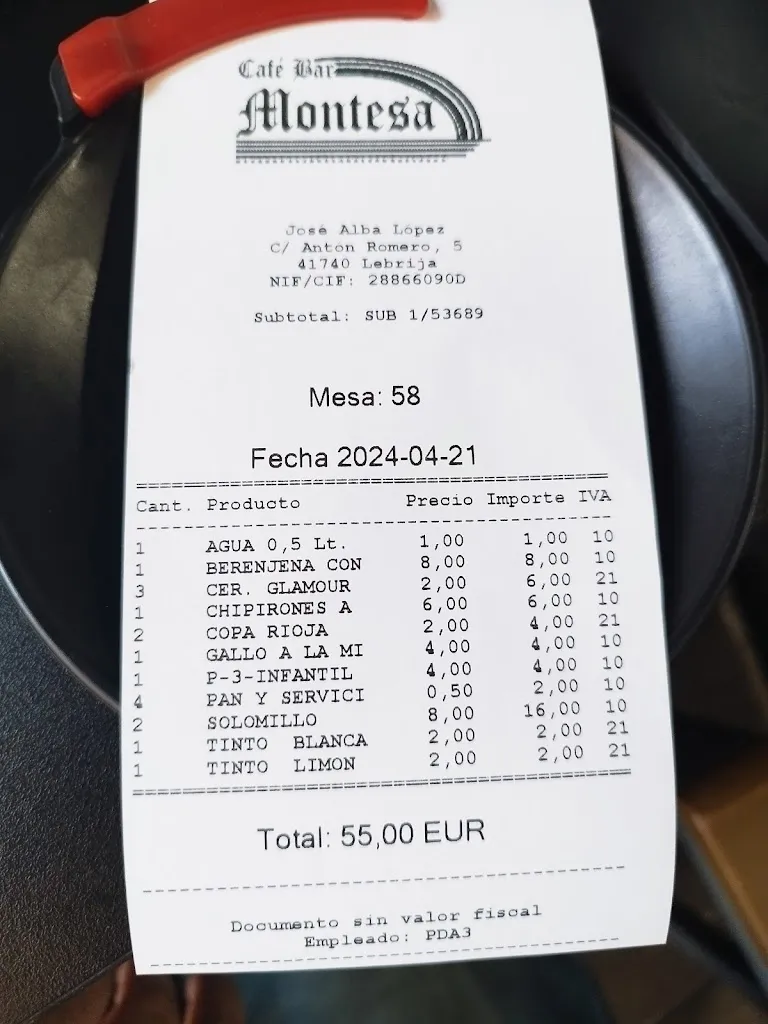 Café Bar
Montesa
José Alba López
C/ Antón Romero, 5
41740 Lebrija
NIF/CIF: 28866090D
Subtotal: SUB 1/53689
Mesa: 58
Fecha 2024-04-21
Cant. Producto Precio Importe IVA
1 AGUA 0,5 Lt. 1,00 1,00 10
1 BERENJENA CON 8,00 8,00 10
3 CER. GLAMOUR 2,00 6,00 21
1 CHIPIRONES A 6,00 6,00 10
2 COPA RIOJA 2,00 4,00 21
1 GALLO A LA MI 4,00 4,00 10
1 P-3-INFANTIL 4,00 4,00 10
4 PAN Y SERVICI 0,50 2,00 10
2 SOLOMILLO 8,00 16,00 10
1 TINTO BLANCA 2,00 2,00 21
1 TINTO LIMON 2,00 2,00 21
Total: 55,00 EUR
Documento sin valor fiscal
Empleado: PDA3